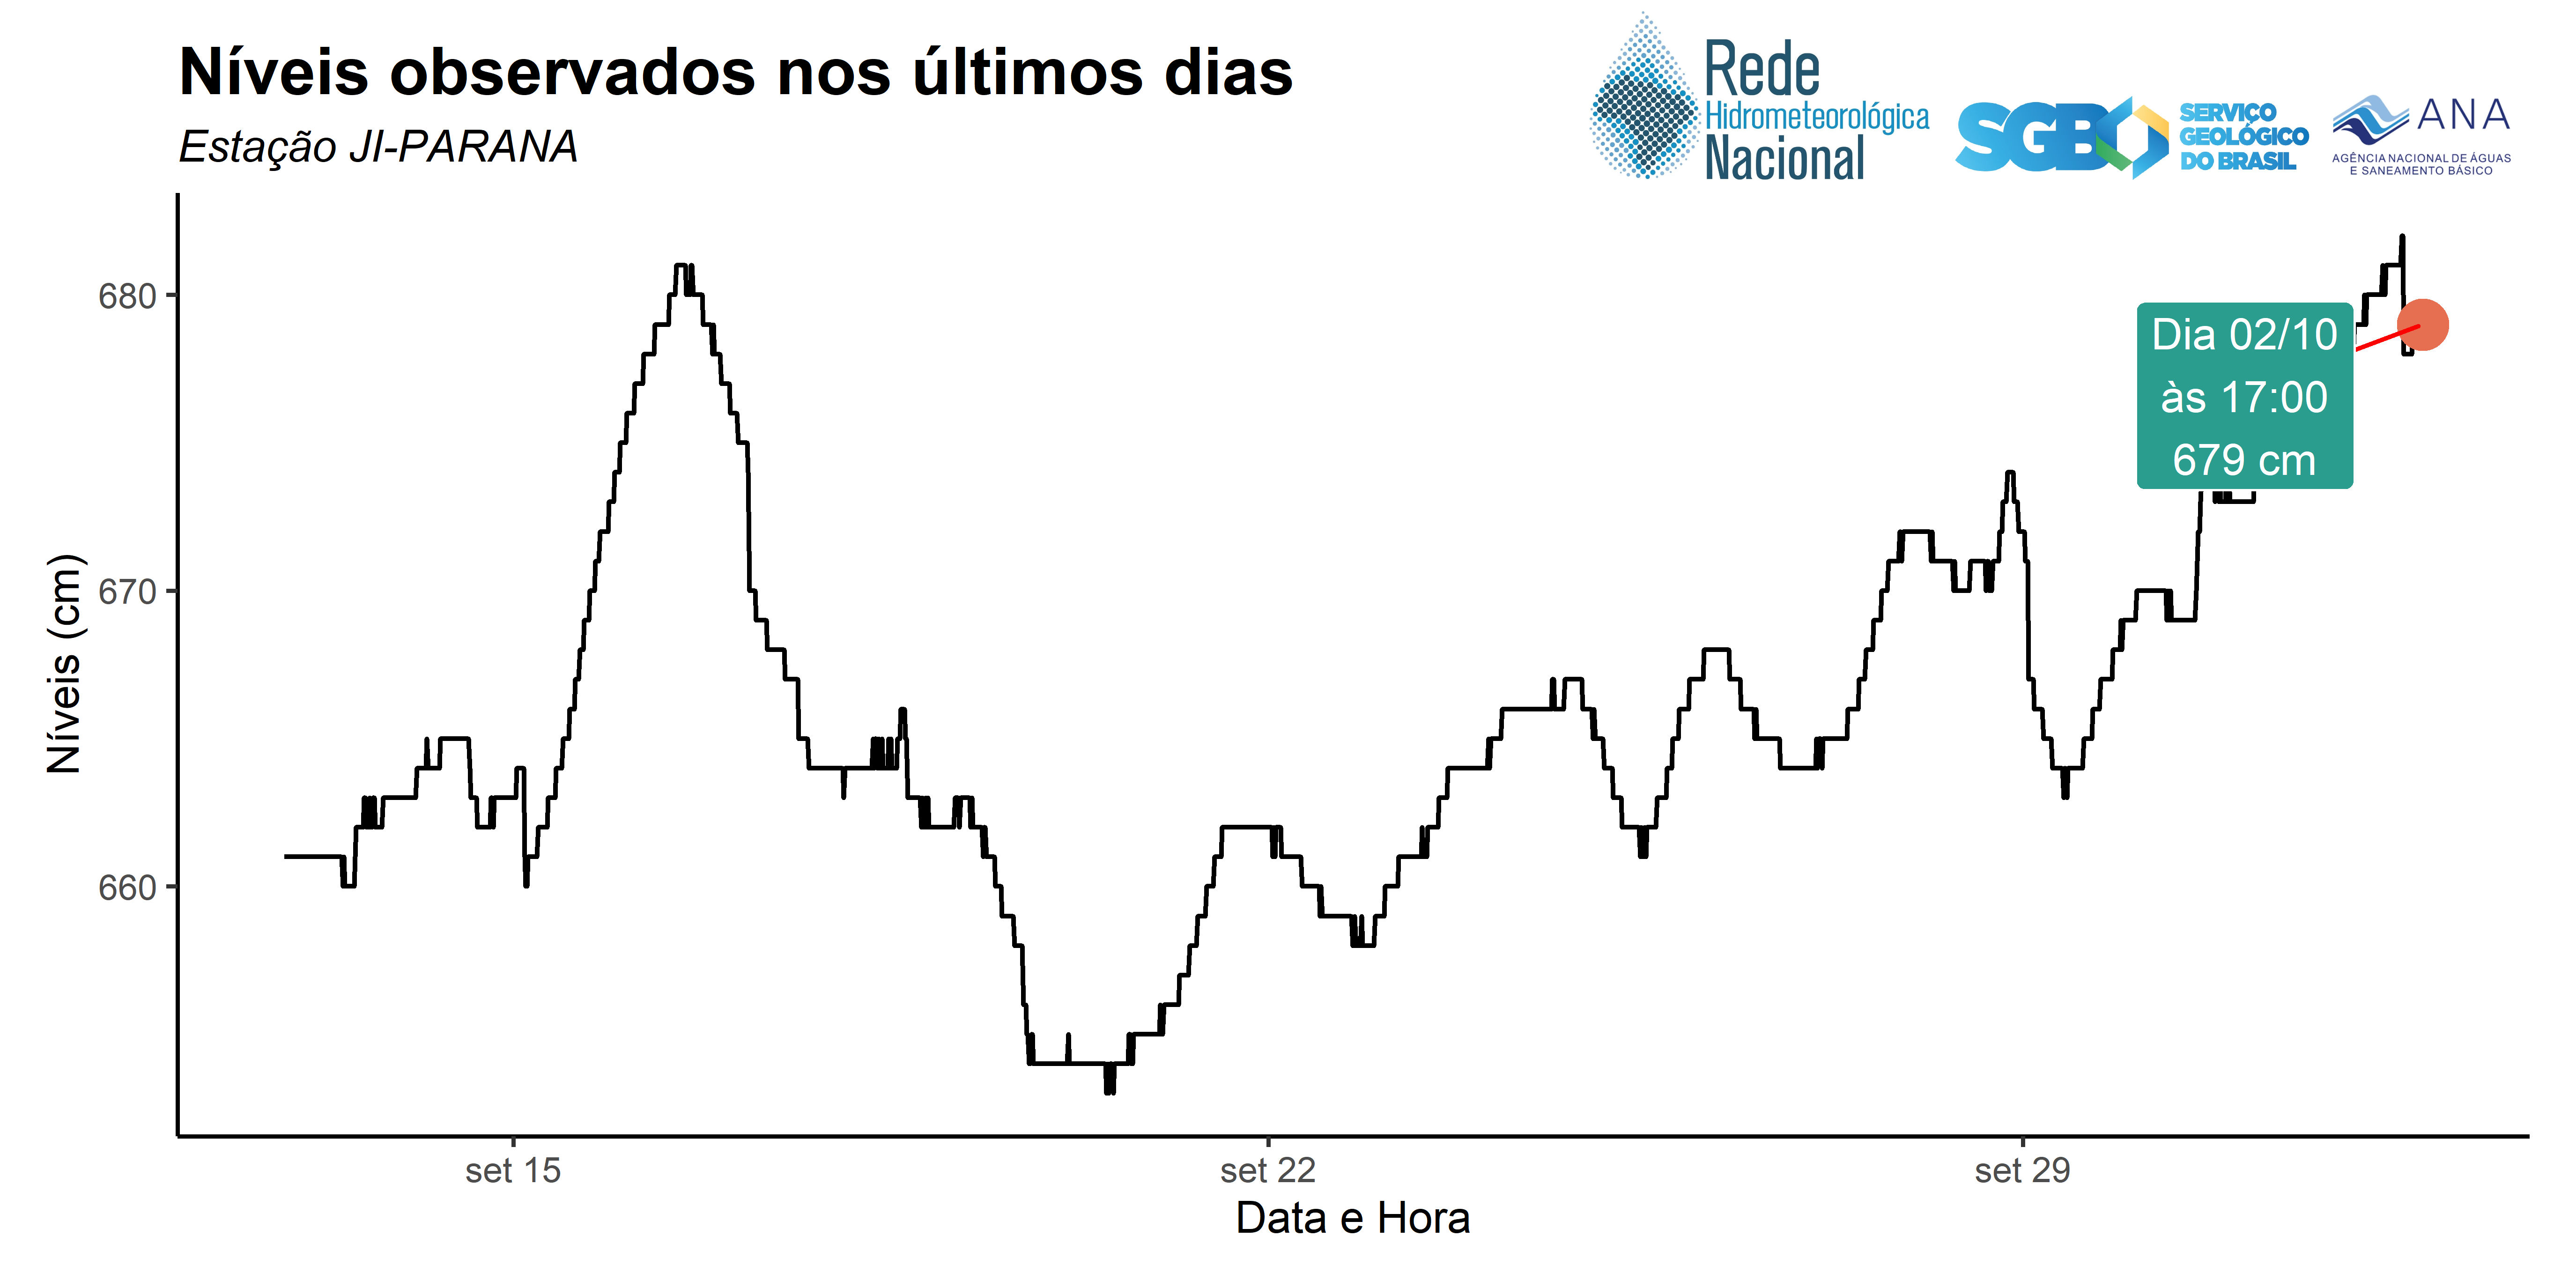 Níveis observados nos últimos dias
Estação JI-PARANA
Rede
Hidrometeorológica
Nacional
SGB
SERVIÇO
GEOLÓGICO
DO BRASIL
ANA
AGÊNCIA NACIONAL DE ÁGUAS
E SANEAMENTO BÁSICO
Níveis (cm)
680
670
660
Dia 02/10
às 17:00
679 cm
set 15
set 22
set 29
Data e Hora